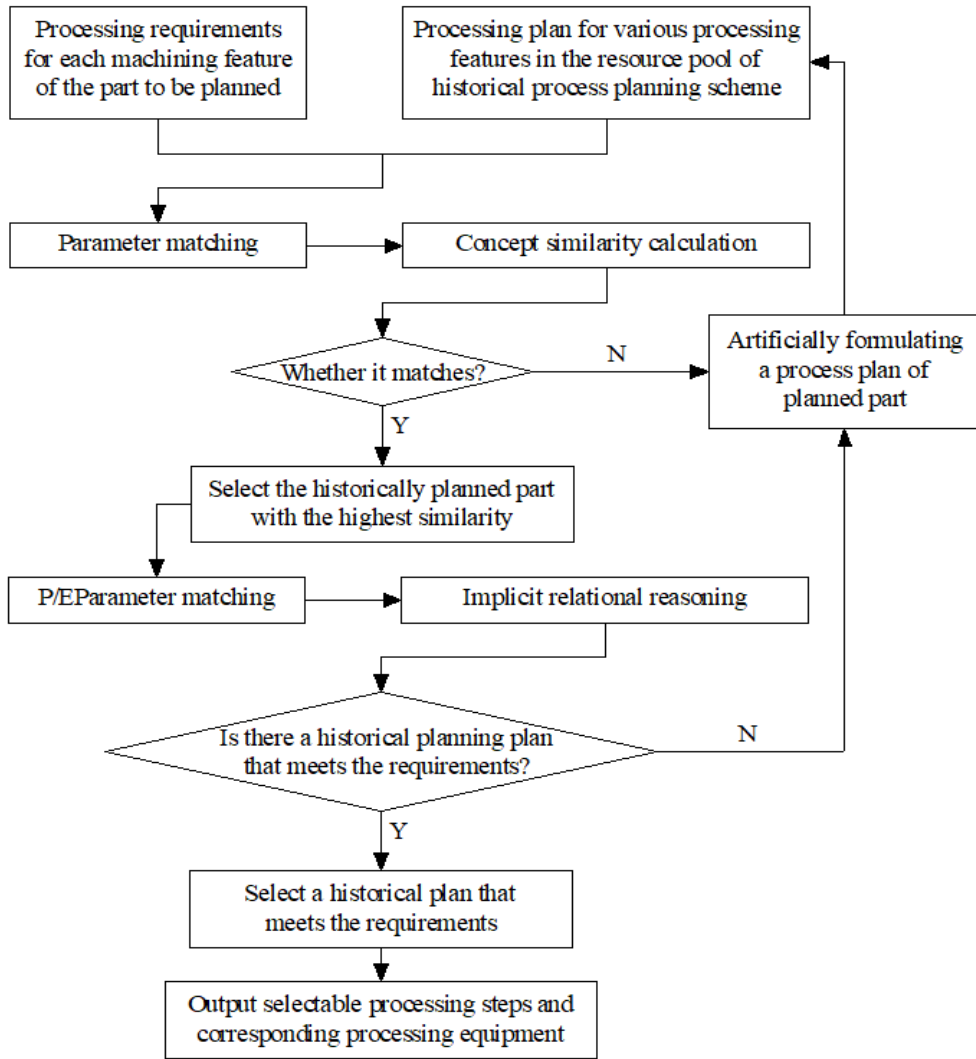 Processing requirements
for each machining feature
of the part to be planned
Processing plan for various processing
features in the resource pool of
historical process planning scheme
Parameter matching
Concept similarity calculation
Whether it matches?
N
Artificially formulating
a process plan of
planned part
Y
Select the historically planned part
with the highest similarity
P/EParameter matching
Implicit relational reasoning
Is there a historical planning plan
that meets the requirements?
N
Y
Select a historical plan that
meets the requirements
Output selectable processing steps and
corresponding processing equipment